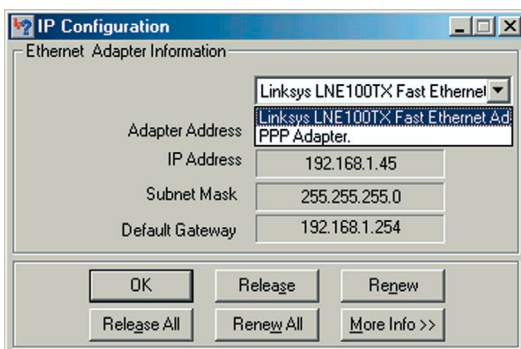 IP Configuration
Ethernet Adapter Information
Linksys LNE100TX Fast Ethernet
Linksys LNE100TX Fast Ethernet Ad
PPP Adapter.
Adapter Address
IP Address 192.168.1.45
Subnet Mask 255.255.255.0
Default Gateway 192.168.1.254
OK Release Renew
Release All Renew All More Info >>